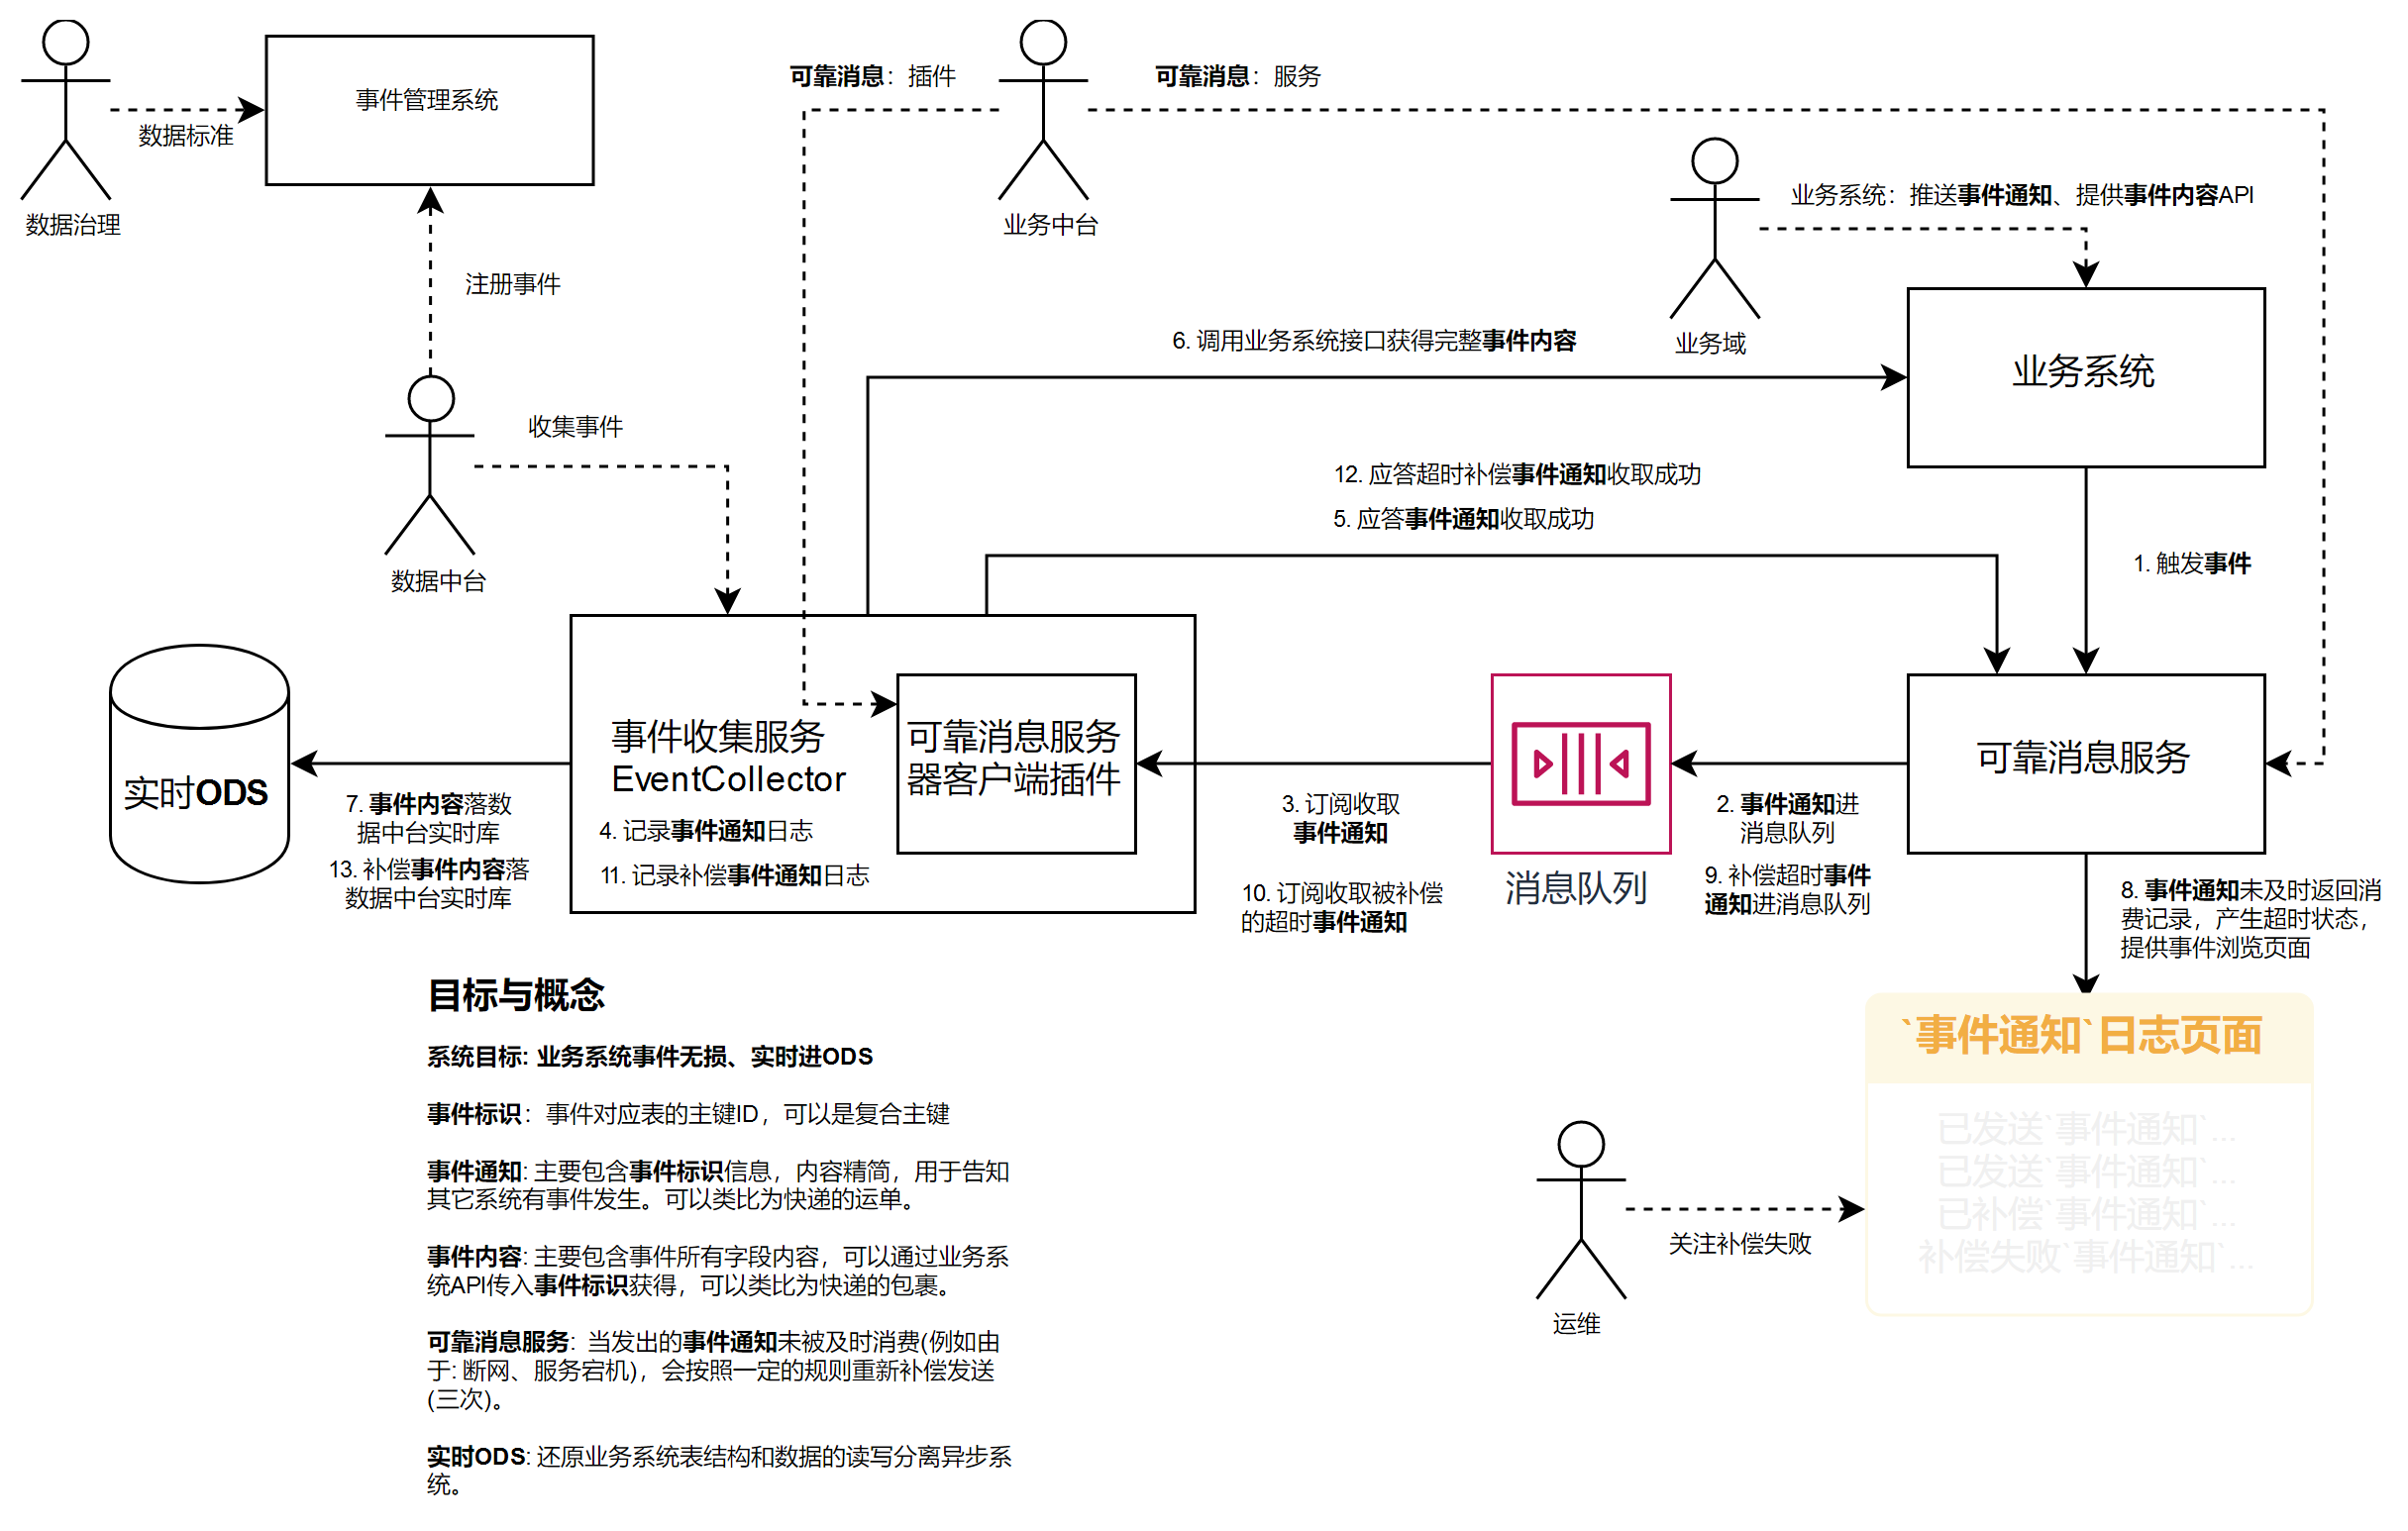 可靠消息：插件
可靠消息：服务
事件管理系统
数据标准
数据治理
业务中台
业务系统：推送事件通知、提供事件内容API
注册事件
6. 调用业务系统接口获得完整事件内容
业务域
业务系统
收集事件
12. 应答超时补偿事件通知收取成功
5. 应答事件通知收取成功
1. 触发事件
数据中台
实时ODS
7. 事件内容落数
据中台实时库
13. 补偿事件内容落
数据中台实时库
事件收集服务
EventCollector
4. 记录事件通知日志
11. 记录补偿事件通知日志
可靠消息服务
器客户端插件
3. 订阅收取
事件通知
10. 订阅收取被补偿
的超时事件通知
消息队列
2. 事件通知进
消息队列
9. 补偿超时事件
通知进消息队列
可靠消息服务
8. 事件通知未及时返回消
费记录，产生超时状态，
提供事件浏览页面
目标与概念
系统目标: 业务系统事件无损、实时进ODS
事件标识：事件对应表的主键ID，可以是复合主键
事件通知: 主要包含事件标识信息，内容精简，用于告知
其它系统有事件发生。可以类比为快递的运单。
事件内容: 主要包含事件所有字段内容，可以通过业务系
统API传入事件标识获得，可以类比为快递的包裹。
可靠消息服务: 当发出的事件通知未被及时消费(例如由
于: 断网、服务宕机)，会按照一定的规则重新补偿发送
(三次)。
实时ODS: 还原业务系统表结构和数据的读写分离异步系
统。
`事件通知`日志页面
已发送`事件通知`...
已发送`事件通知`...
已补偿`事件通知`...
补偿失败`事件通知`...
关注补偿失败
运维